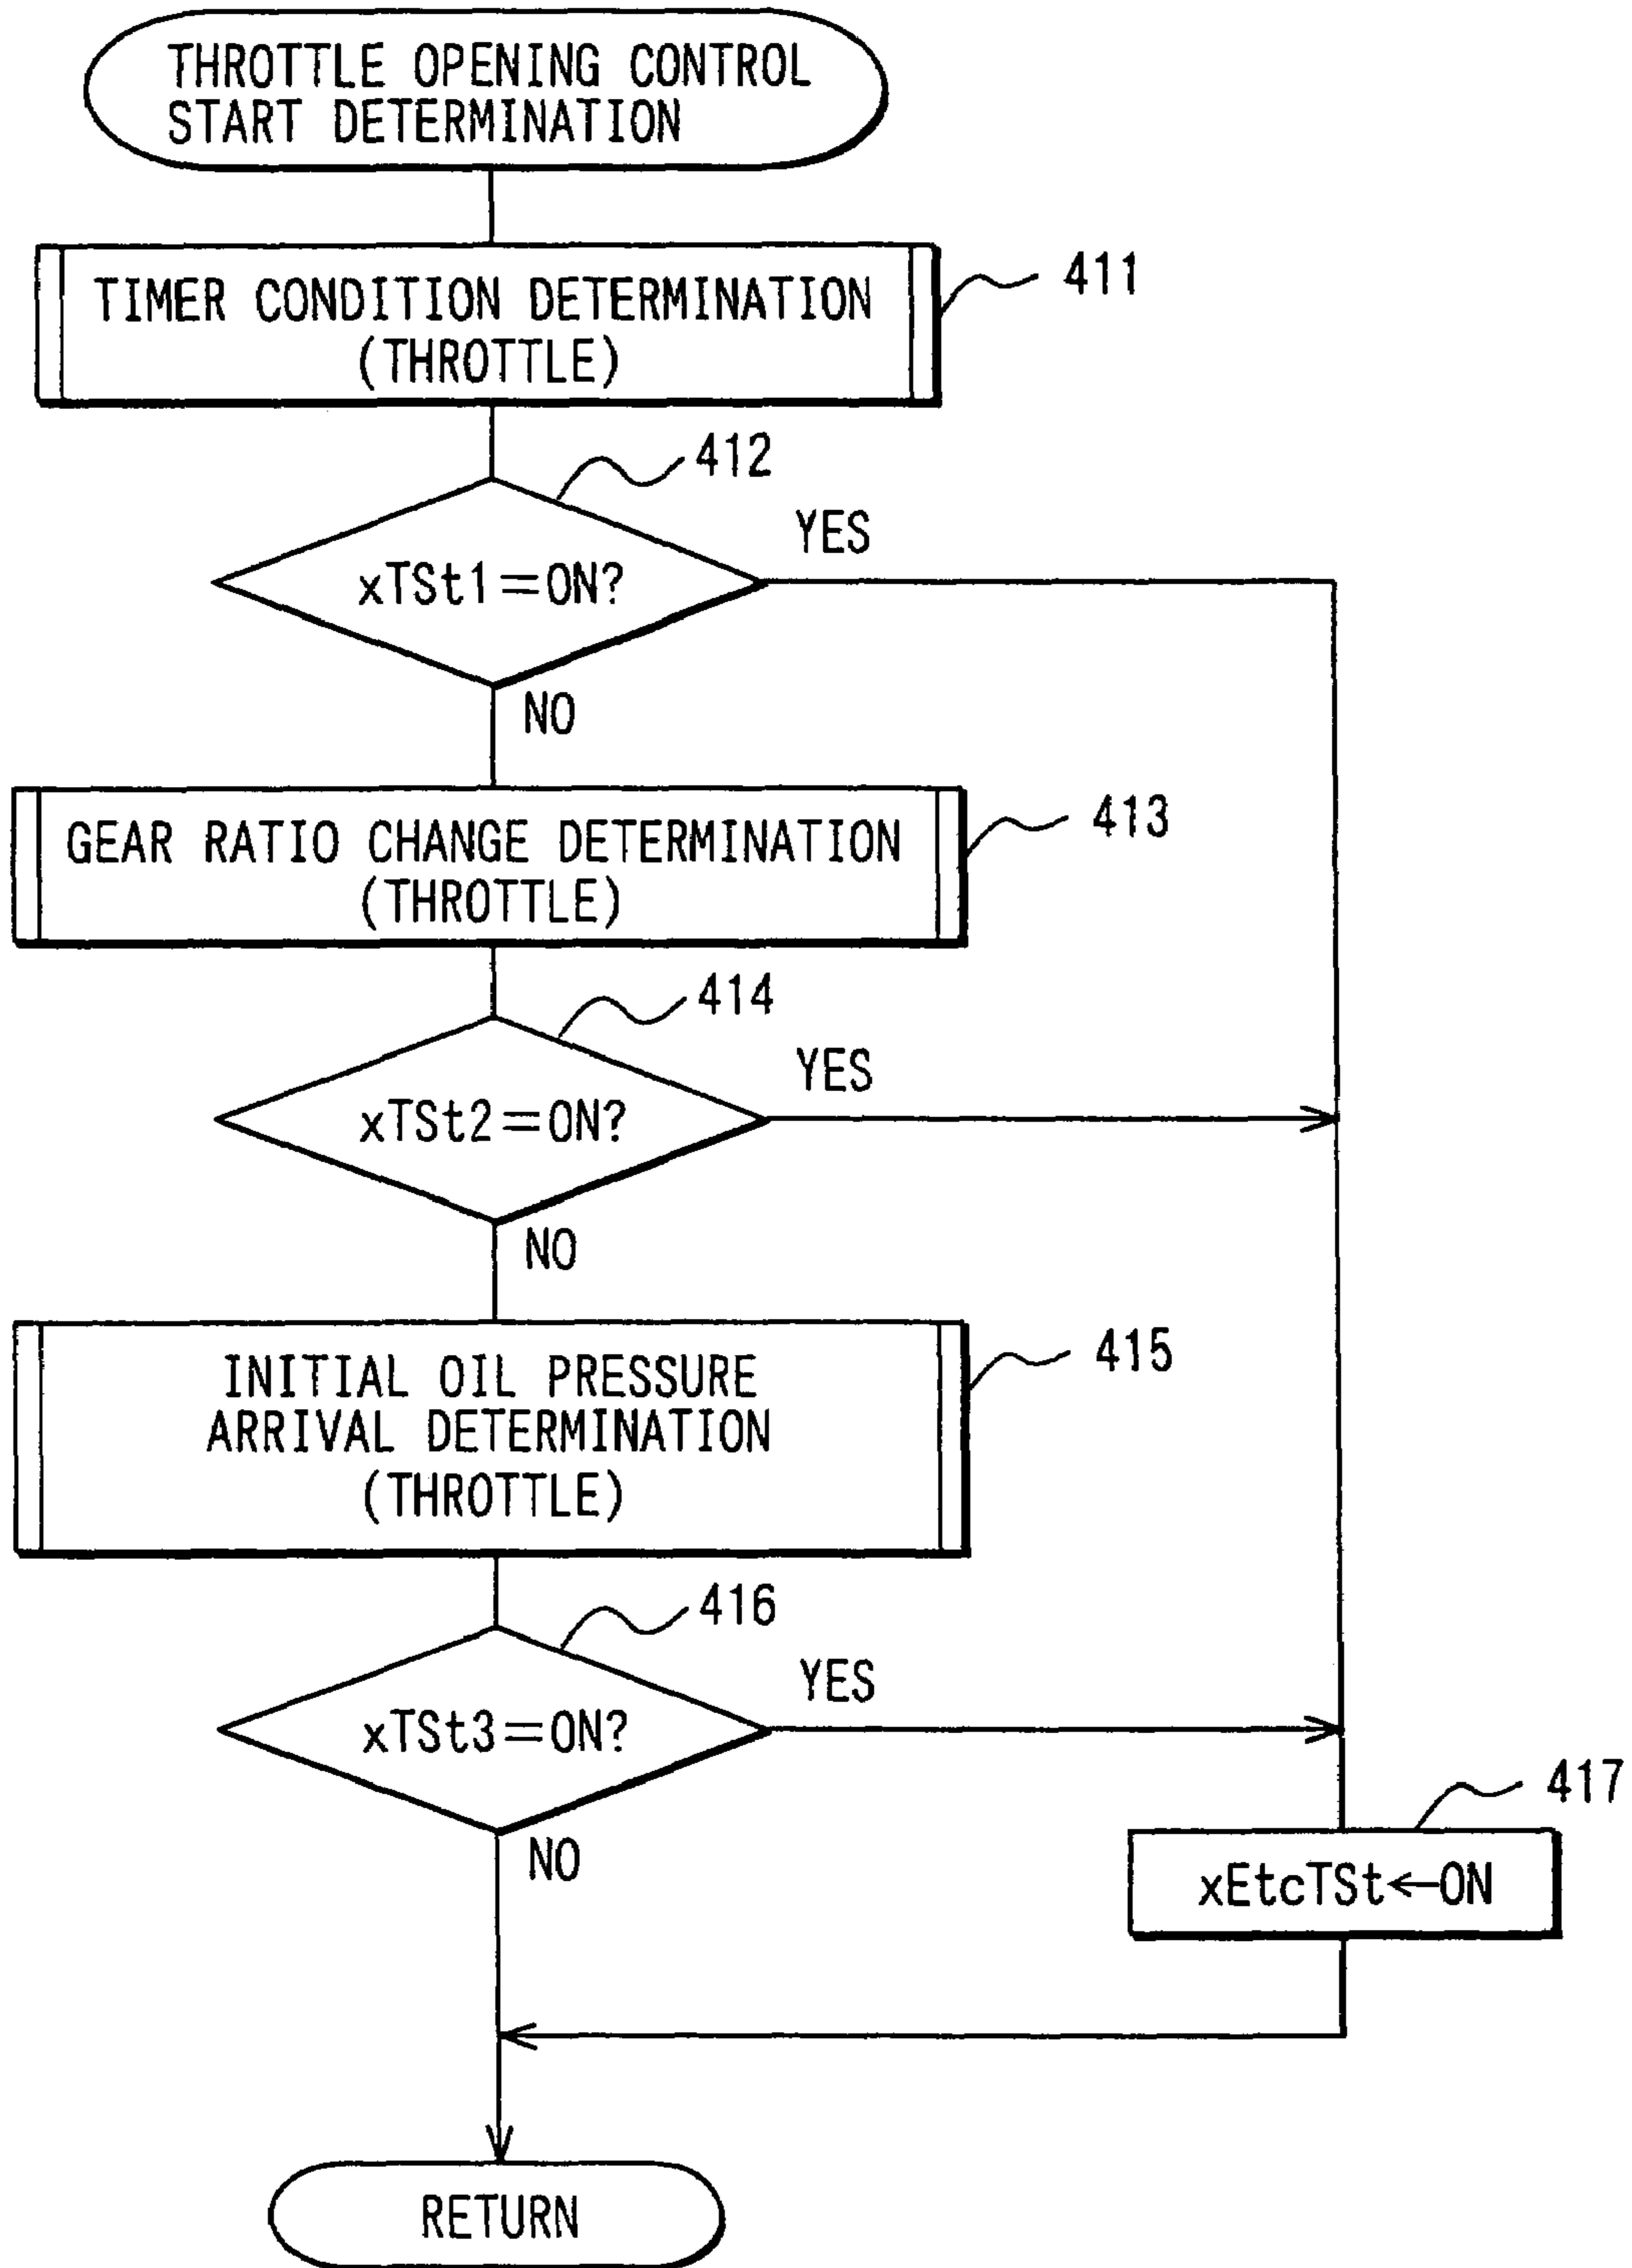 THROTTLE OPENING CONTROL
START DETERMINATION
TIMER CONDITION DETERMINATION
(THROTTLE)
411
412
YES
xTSt1=ON?
NO
GEAR RATIO CHANGE DETERMINATION
(THROTTLE)
413
414
YES
xTSt2=ON?
NO
INITIAL OIL PRESSURE
ARRIVAL DETERMINATION
(THROTTLE)
415
416
YES
xTSt3=ON?
NO
417
xEtcTSt←ON
RETURN